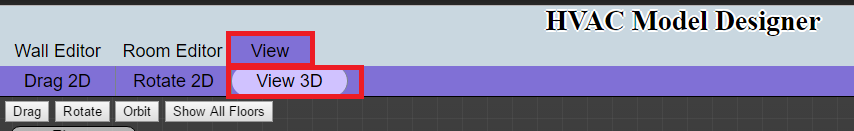 HVAC Model Designer
Wall Editor Room Editor View
Drag 2D Rotate 2D View 3D
Drag Rotate Orbit Show All Floors